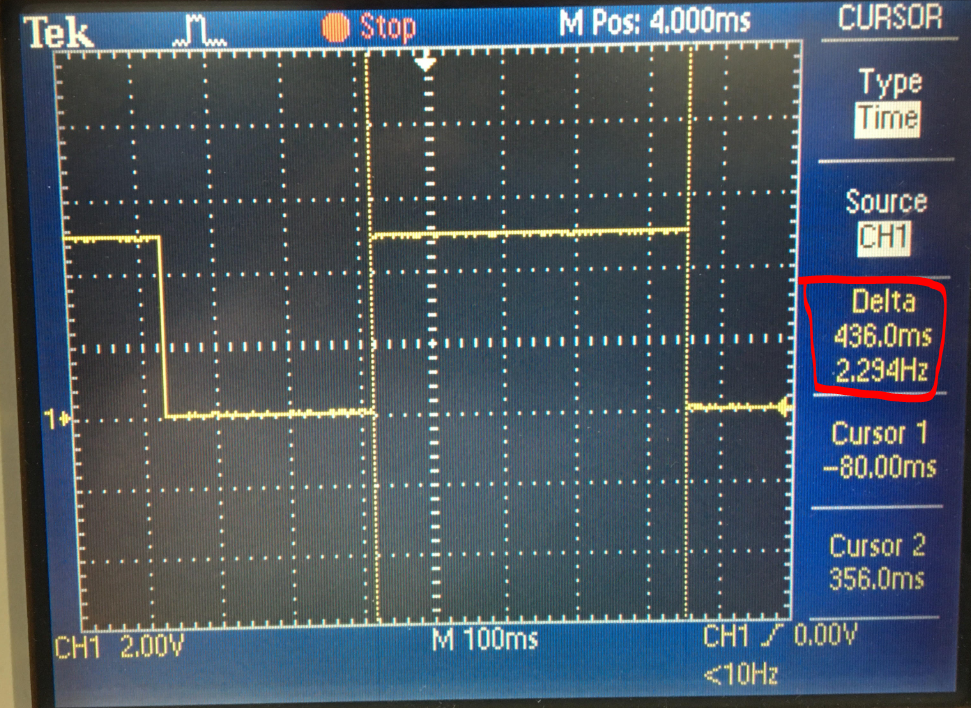 Tek Stop M Pos: 4.000ms CURSOR
Type
Time
Source
CH1
Delta
436.0ms
2.294Hz
1
Cursor 1
-80.00ms
Cursor 2
356.0ms
CH1 2.00V M 100ms CH1 0.00V
<10Hz